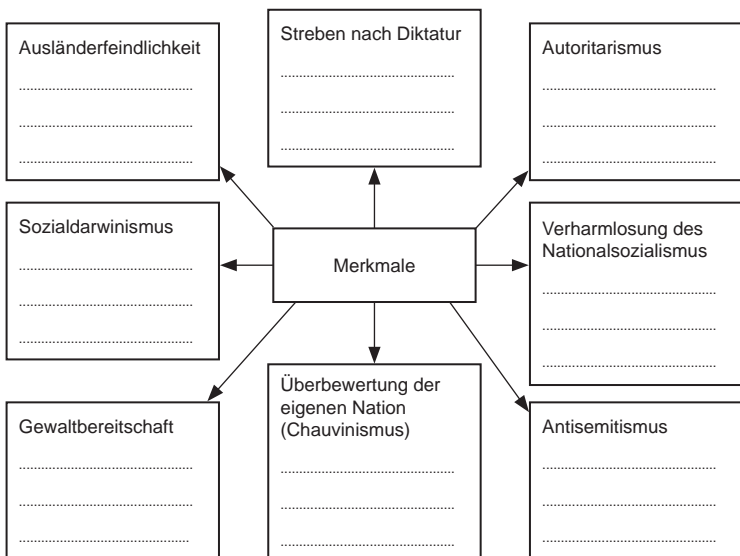 Ausländerfeindlichkeit
................................................
................................................
................................................
Streben nach Diktatur
................................................
................................................
................................................
Autoritarismus
................................................
................................................
................................................
Sozialdarwinismus
................................................
................................................
................................................
Merkmale
Verharmlosung des
Nationalsozialismus
................................................
................................................
................................................
Gewaltbereitschaft
................................................
................................................
................................................
Überbewertung der
eigenen Nation
(Chauvinismus)
................................................
................................................
................................................
Antisemitismus
................................................
................................................
................................................